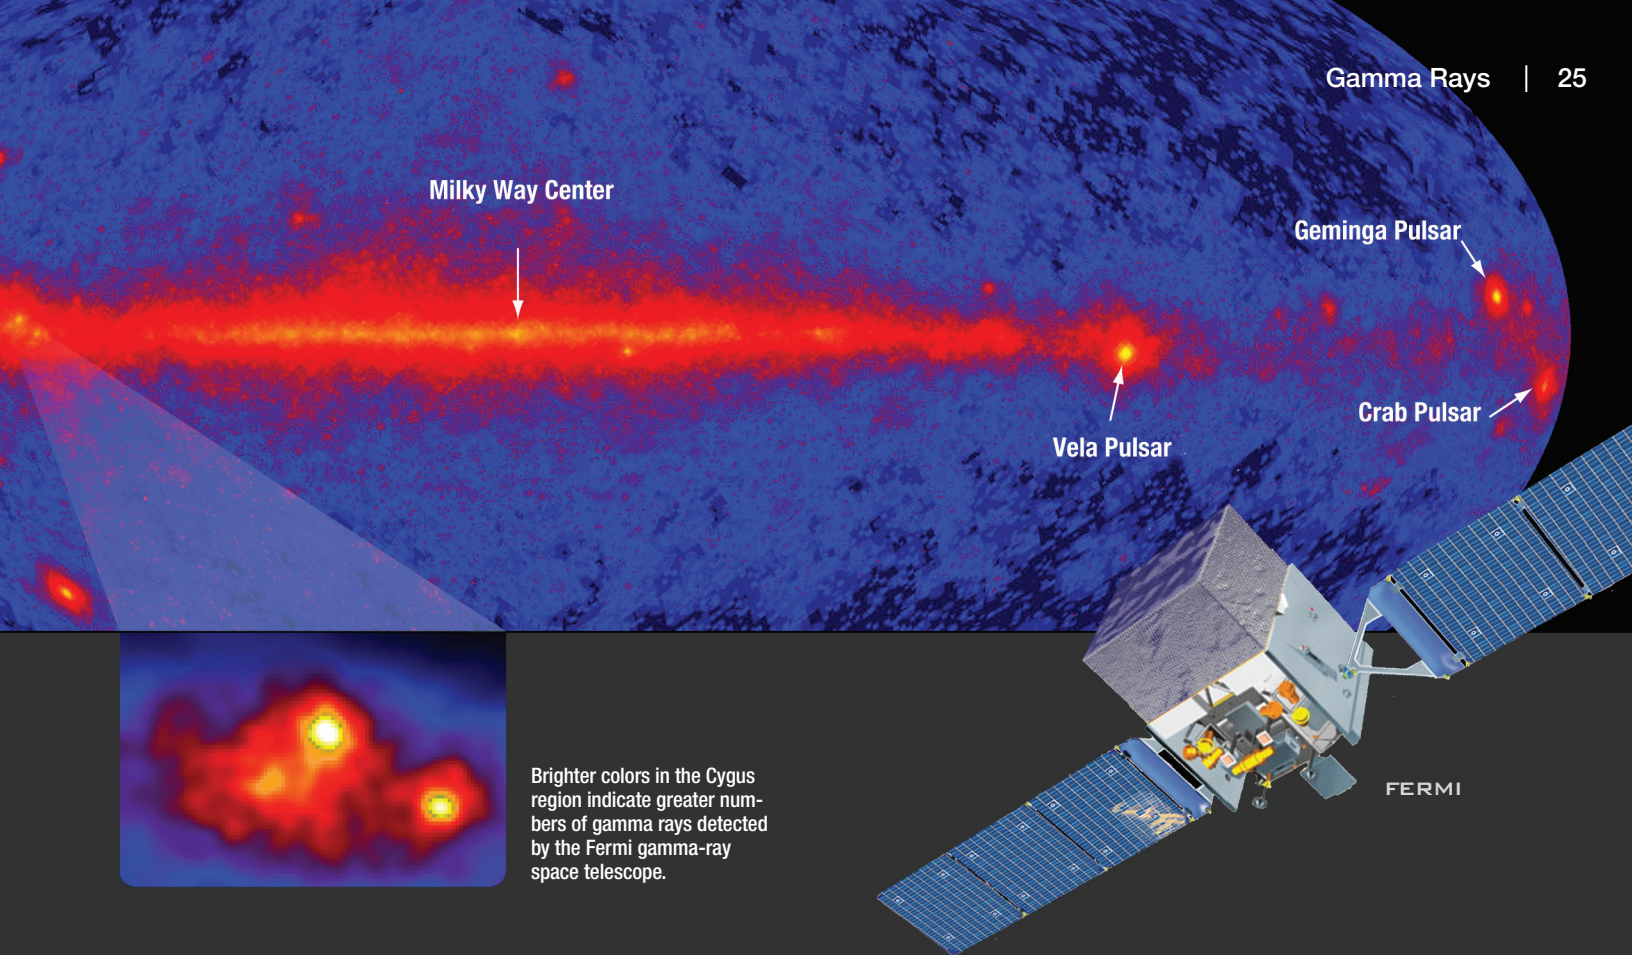 Gamma Rays | 25
Milky Way Center
Geminga Pulsar
Crab Pulsar
Vela Pulsar
Brighter colors in the Cygus
region indicate greater num-
bers of gamma rays detected
by the Fermi gamma-ray
space telescope.
FERMI